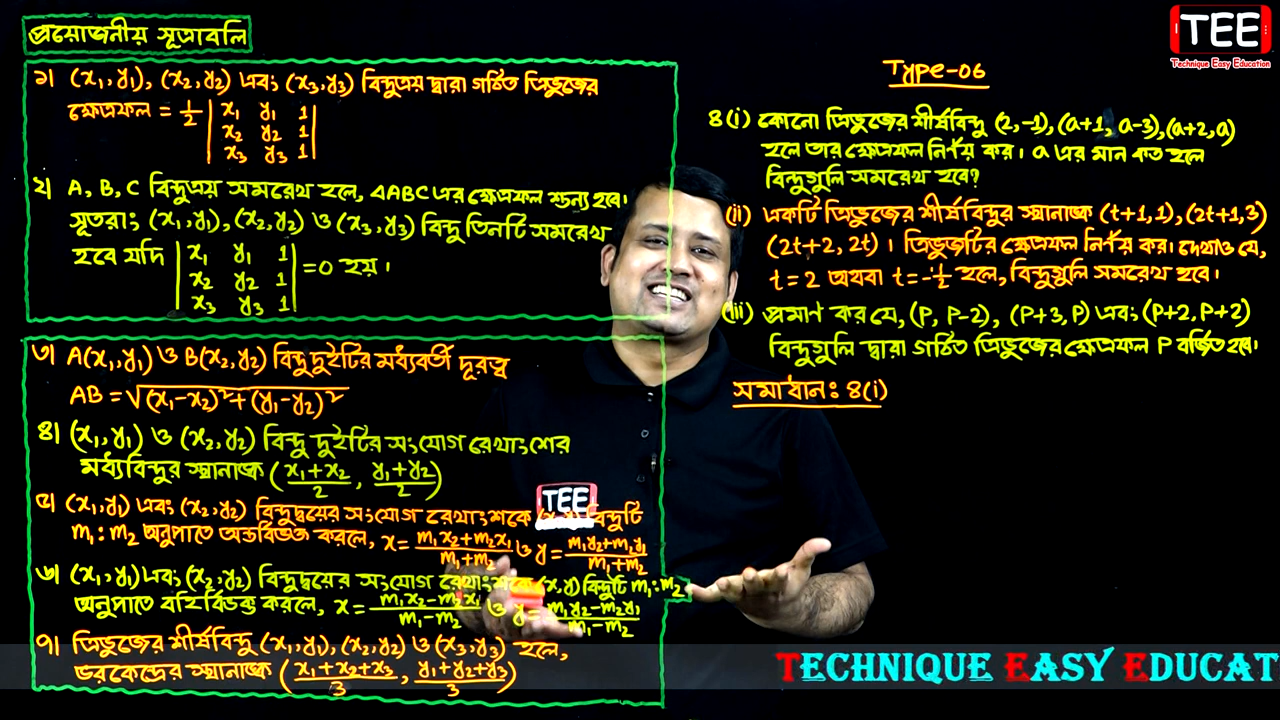 প্রয়োজনীয় সূত্রাবলি
১। (x₁, y₁), (x₂, y₂) এবং (x₃, y₃) বিন্দুত্রয় দ্বারা গঠিত ত্রিভুজের
ক্ষেত্রফল = 1/2 | x₁ y₁ 1 |
x₂ y₂ 1
x₃ y₃ 1
২। A, B, C বিন্দুত্রয় সমরেখ হলে, ΔABC এর ক্ষেত্রফল শূন্য হবে।
সূতরাং (x₁, y₁), (x₂, y₂) ও (x₃, y₃) বিন্দু তিনটি সমরেখ
হবে যদি | x₁ y₁ 1 |
x₂ y₂ 1 = 0 হয়।
x₃ y₃ 1
৩। A(x₁, y₁) ও B(x₂, y₂) বিন্দু দুইটির মধ্যবর্তী দূরত্ব
AB = √(x₁-x₂)²+(y₁-y₂)²
৪। (x₁, y₁) ও (x₂, y₂) বিন্দু দুইটির সংযোগ রেখাংশের
মধ্যবিন্দুর স্থানাঙ্ক ((x₁+x₂)/2, (y₁+y₂)/2)
৫। (x₁, y₁) এবং (x₂, y₂) বিন্দুদ্বয়ের সংযোগ রেখাংশকে বিন্দুটি
m₁ : m₂ অনুপাতে অন্তর্বিভক্ত করলে, x = (m₁x₂+m₂x₁)/(m₁+m₂) ও y = (m₁y₂+m₂y₁)/(m₁+m₂)
৬। (x₁, y₁) এবং (x₂, y₂) বিন্দুদ্বয়ের সংযোগ রেখাংশকে (x, y) বিন্দুটি m₁ : m₂
অনুপাতে বহির্বিভক্ত করলে, x = (m₁x₂-m₂x₁)/(m₁-m₂) ও y = (m₁y₂-m₂y₁)/(m₁-m₂)
৭। ত্রিভুজের শীর্ষবিন্দু (x₁, y₁), (x₂, y₂) ও (x₃, y₃) হলে,
ভরকেন্দ্রের স্থানাঙ্ক ((x₁+x₂+x₃)/3, (y₁+y₂+y₃)/3)
TEE
Technique Easy Education
Type-06
৪(i) কোনো ত্রিভুজের শীর্ষবিন্দু (2, -1), (a+1, a-3), (a+2, a)
হলে তার ক্ষেত্রফল নির্ণয় কর। a এর মান কত হলে
বিন্দুগুলি সমরেখ হবে?
(ii) একটি ত্রিভুজের শীর্ষবিন্দুর স্থানাঙ্ক (t+1, 1), (2t+1, 3)
(2t+2, 2t)। ত্রিভুজটির ক্ষেত্রফল নির্ণয় কর। দেখাও যে,
t = 2 অথবা t = -1/2 হলে, বিন্দুগুলি সমরেখ হবে।
(iii) প্রমাণ কর যে, (P, P-2), (P+3, P) এবং (P+2, P+2)
বিন্দুগুলি দ্বারা গঠিত ত্রিভুজের ক্ষেত্রফল P বর্জিত হবে।
সমাধানঃ ৪(i)
TEE
TECHNIQUE EASY EDUCAT